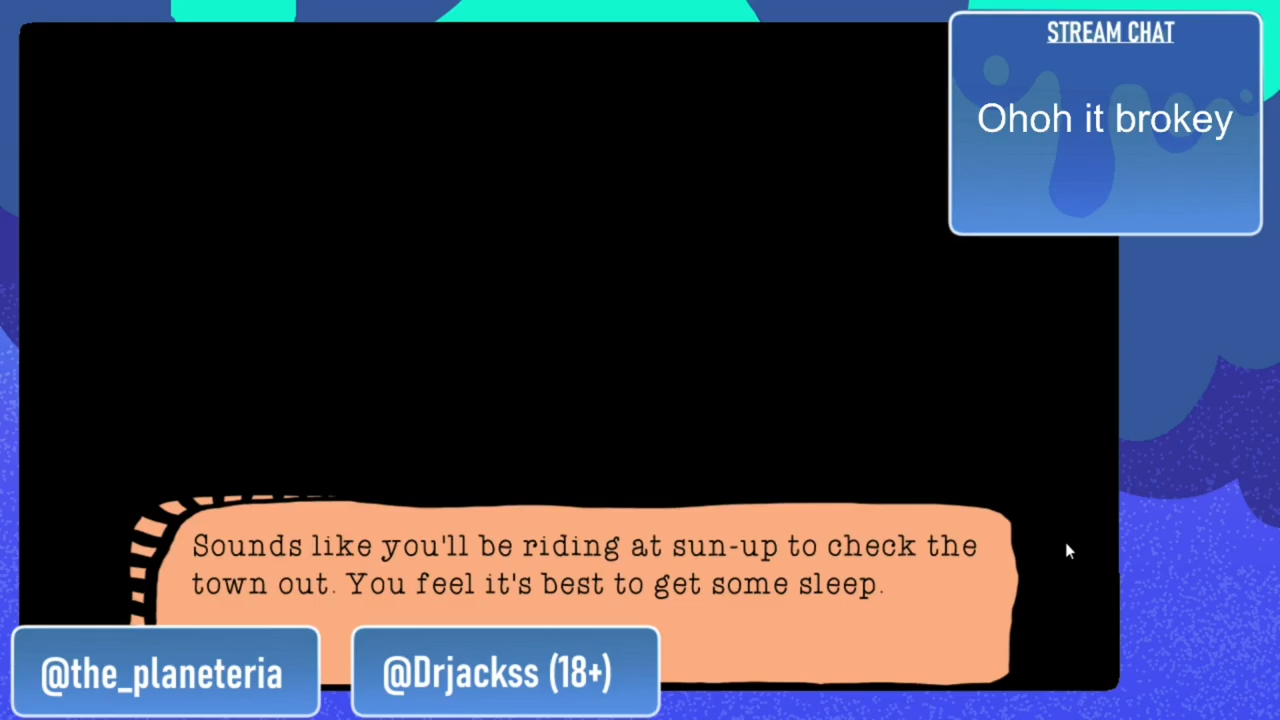 STREAM CHAT
Ohoh it brokey
Sounds like you'll be riding at sun-up to check the
town out. You feel it's best to get some sleep.
@the_planeteria
@Drjackss (18+)